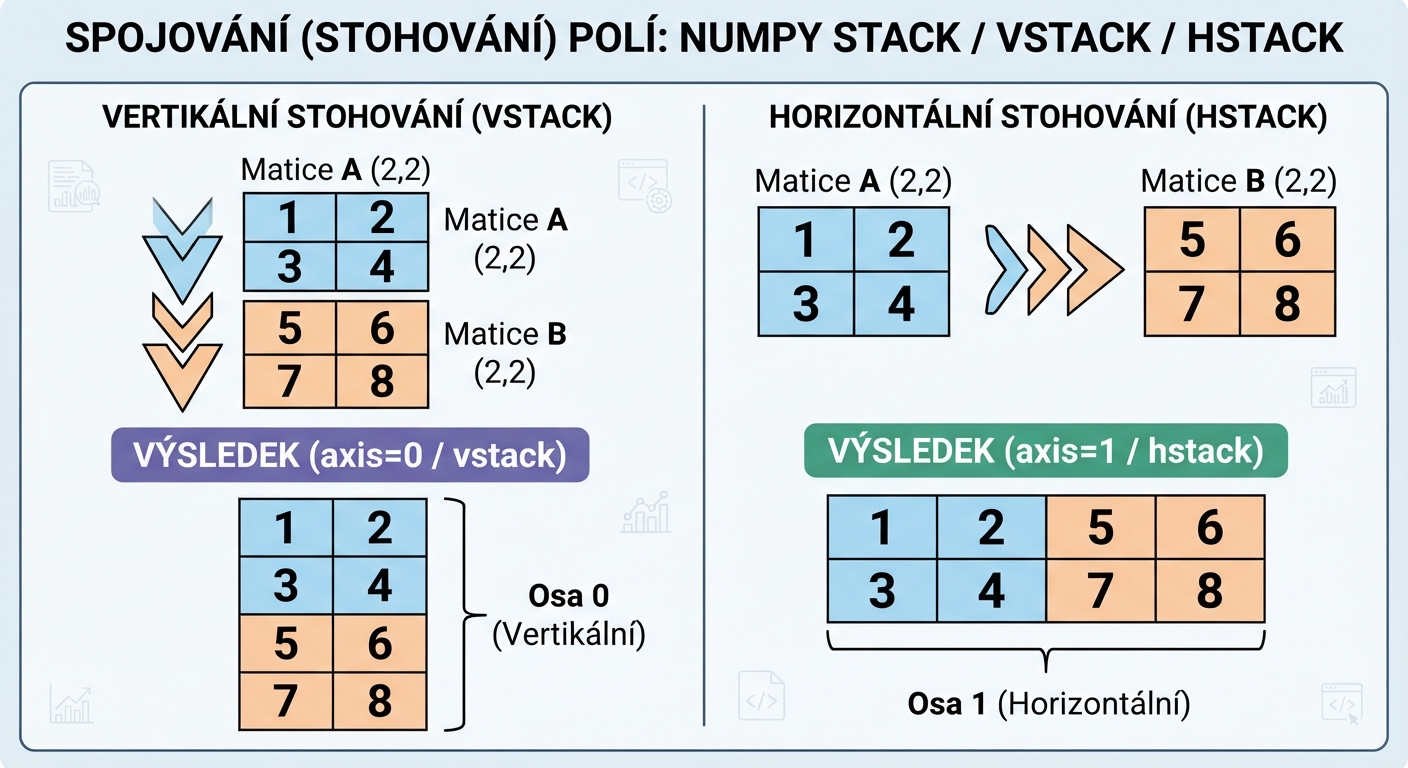 SPOJOVÁNÍ (STOHOVÁNÍ) POLÍ: NUMPY STACK / VSTACK / HSTACK
VERTIKÁLNÍ STOHOVÁNÍ (VSTACK)
Matice A (2,2)
1 2
3 4
Matice A
(2,2)
5 6
7 8
Matice B
(2,2)
VÝSLEDEK (axis=0 / vstack)
1 2
3 4
5 6
7 8
Osa 0
(Vertikální)
HORIZONTÁLNÍ STOHOVÁNÍ (HSTACK)
Matice A (2,2)
1 2
3 4
Matice B (2,2)
5 6
7 8
VÝSLEDEK (axis=1 / hstack)
1 2 5 6
3 4 7 8
Osa 1 (Horizontální)